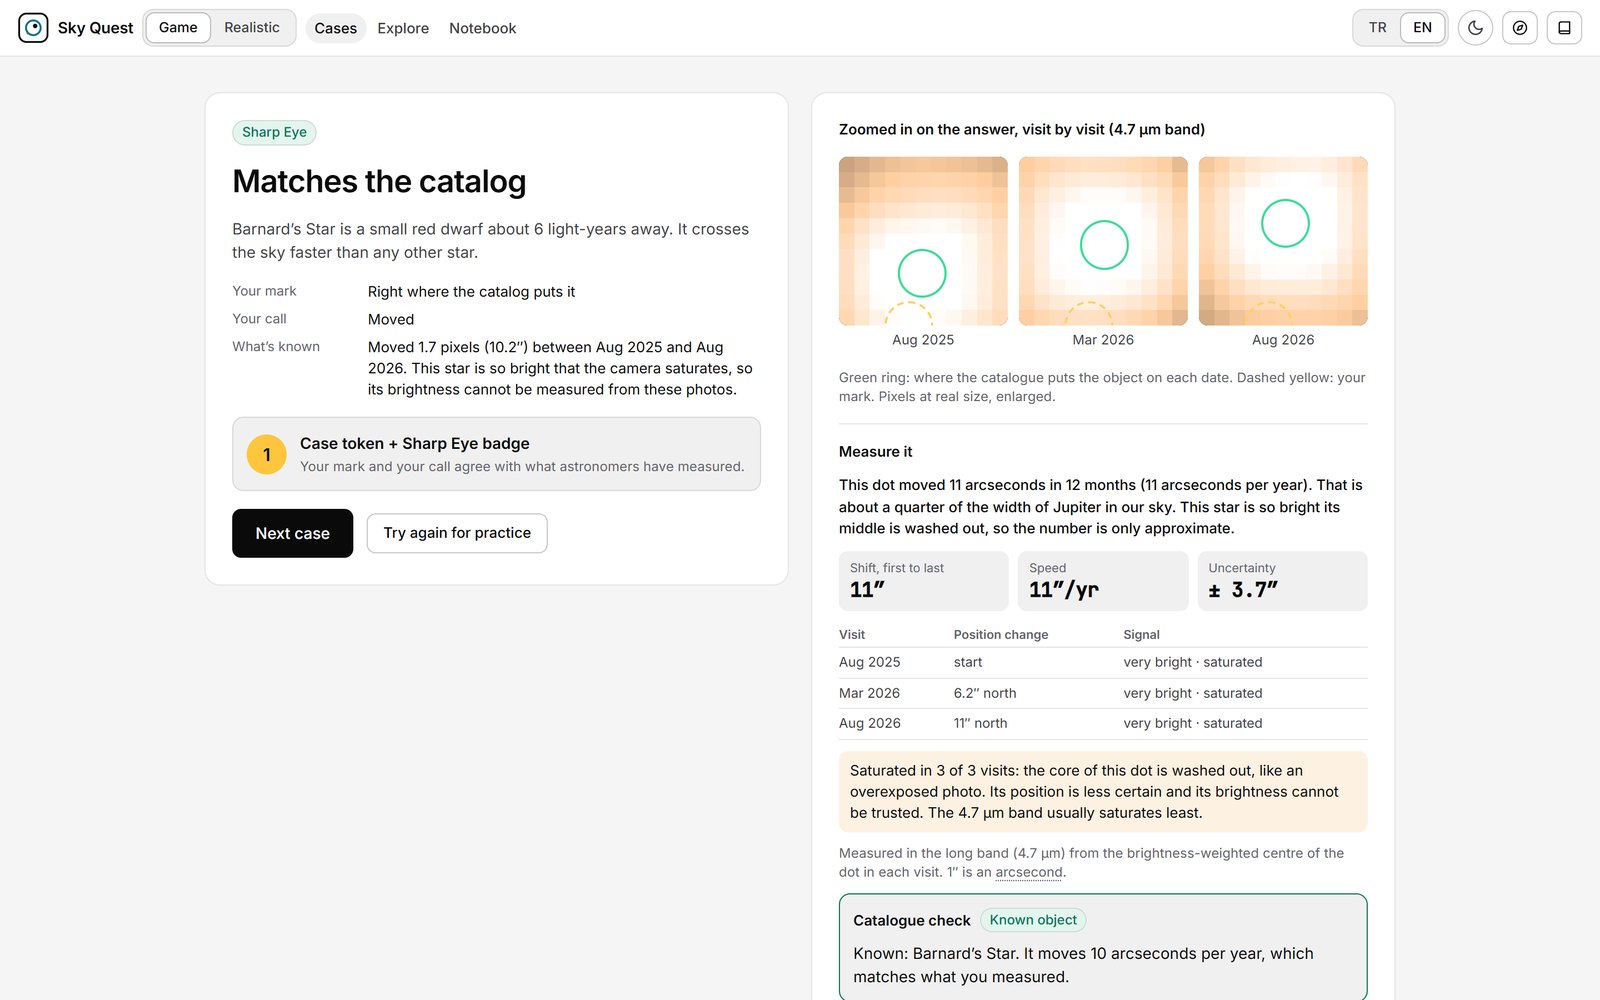 Sky Quest
Game
Realistic
Cases
Explore
Notebook
TR
EN
Sharp Eye
Matches the catalog
Barnard’s Star is a small red dwarf about 6 light-years away. It crosses
the sky faster than any other star.
Your mark
Right where the catalog puts it
Your call
Moved
What’s known
Moved 1.7 pixels (10.2″) between Aug 2025 and Aug
2026. This star is so bright that the camera saturates, so
its brightness cannot be measured from these photos.
1
Case token + Sharp Eye badge
Your mark and your call agree with what astronomers have measured.
Next case
Try again for practice
Zoomed in on the answer, visit by visit (4.7 µm band)
Aug 2025
Mar 2026
Aug 2026
Green ring: where the catalogue puts the object on each date. Dashed yellow: your
mark. Pixels at real size, enlarged.
Measure it
This dot moved 11 arcseconds in 12 months (11 arcseconds per year). That is
about a quarter of the width of Jupiter in our sky. This star is so bright its
middle is washed out, so the number is only approximate.
Shift, first to last
11″
Speed
11″/yr
Uncertainty
± 3.7″
Visit Position change Signal
Aug 2025 start very bright · saturated
Mar 2026 6.2″ north very bright · saturated
Aug 2026 11″ north very bright · saturated
Saturated in 3 of 3 visits: the core of this dot is washed out, like an
overexposed photo. Its position is less certain and its brightness cannot
be trusted. The 4.7 µm band usually saturates least.
Measured in the long band (4.7 µm) from the brightness-weighted centre of the
dot in each visit. 1″ is an arcsecond.
Catalogue check
Known object
Known: Barnard’s Star. It moves 10 arcseconds per year, which
matches what you measured.